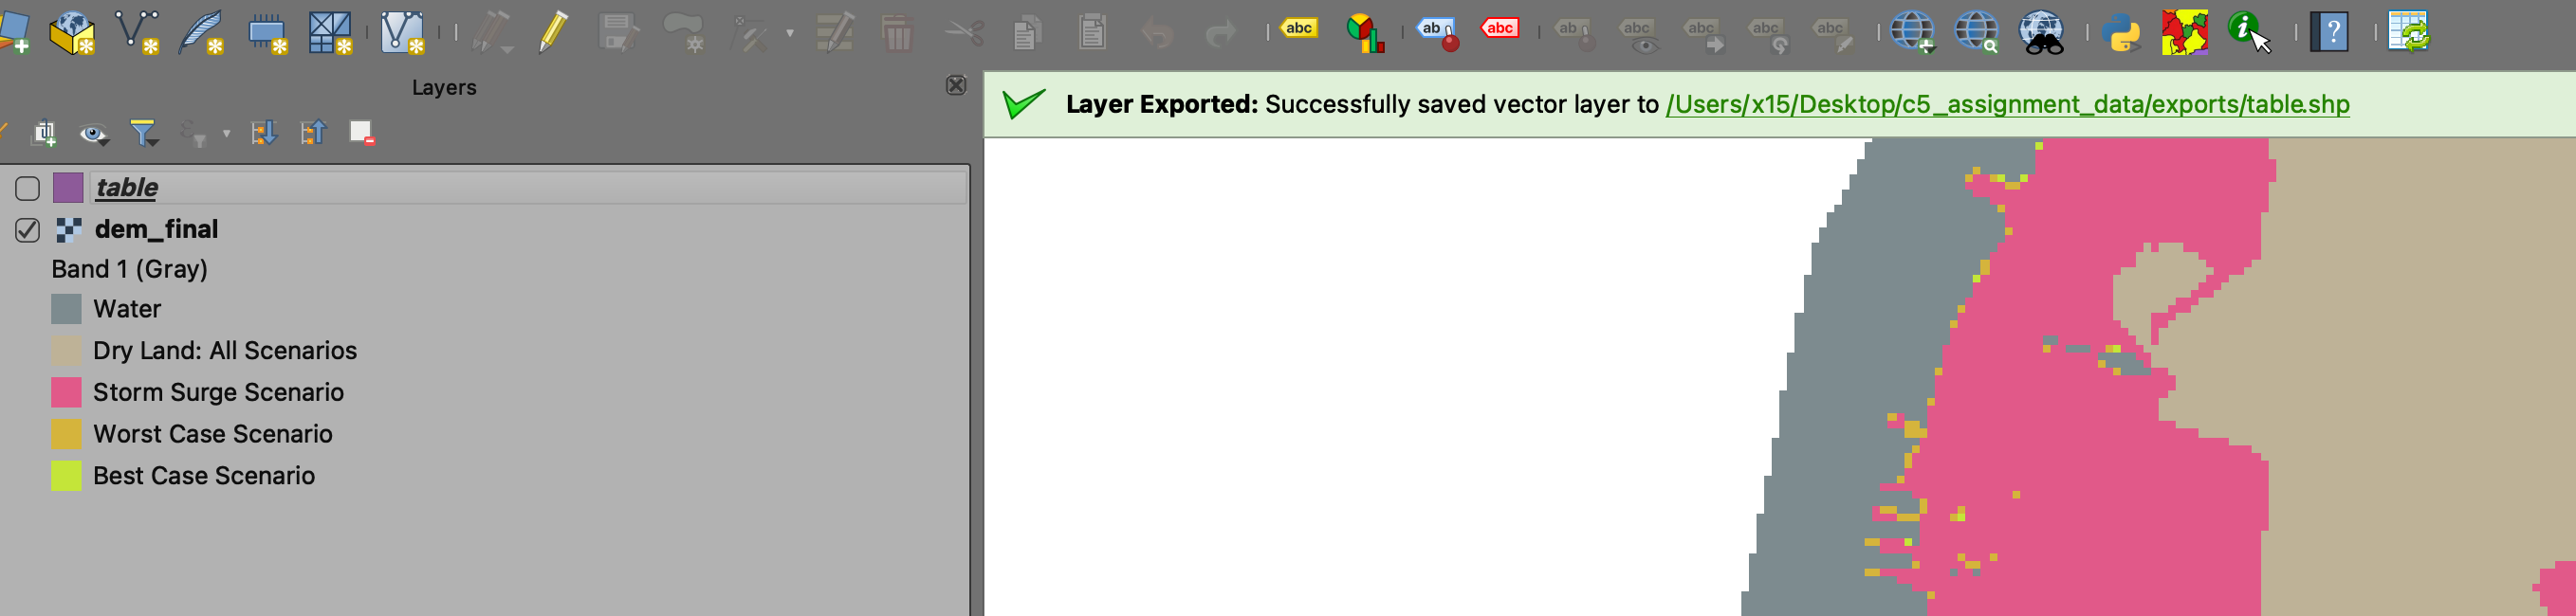 abc
ab
abc
ab
abc
abc
abc
abc
?
Layers
Layer Exported: Successfully saved vector layer to /Users/x15/Desktop/c5_assignment_data/exports/table.shp
table
dem_final
Band 1 (Gray)
Water
Dry Land: All Scenarios
Storm Surge Scenario
Worst Case Scenario
Best Case Scenario